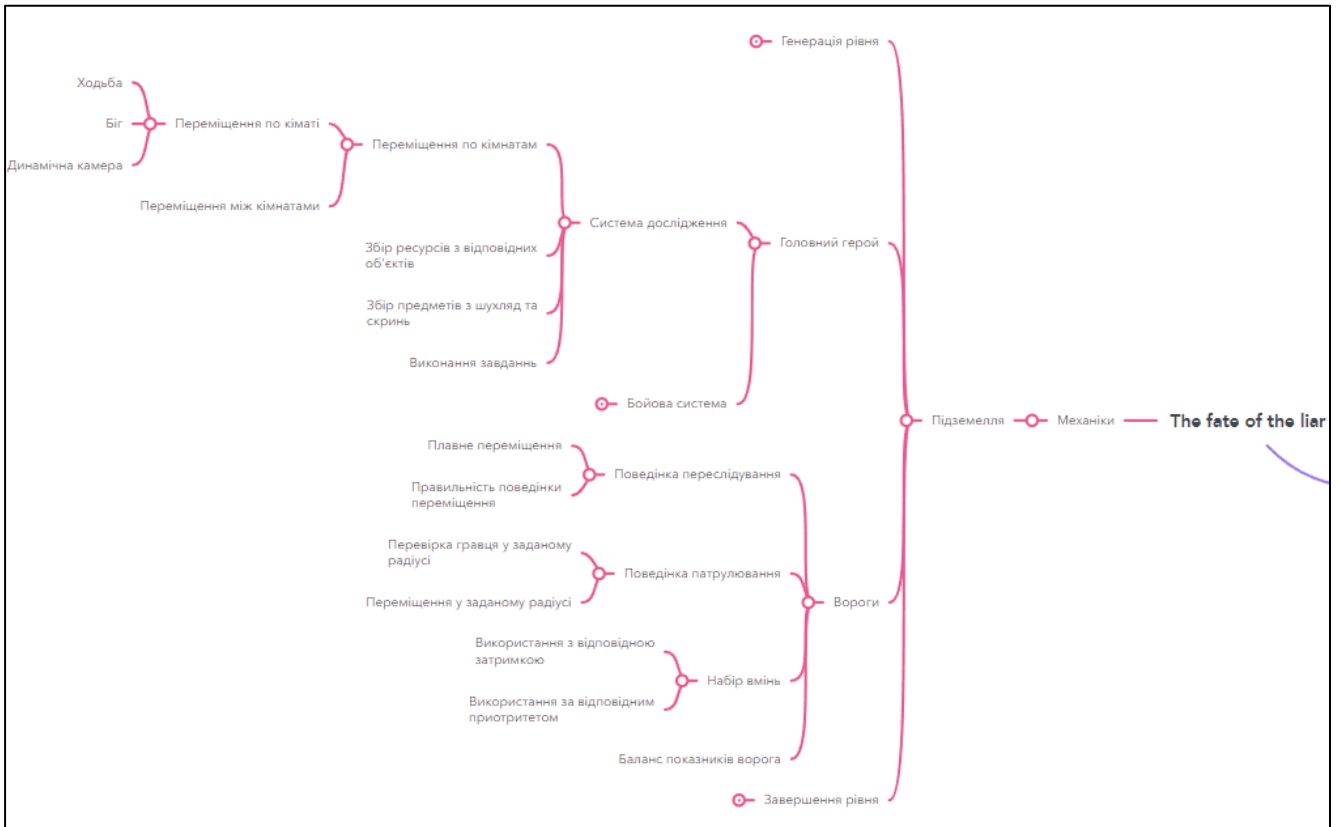 Генерація рівня
Ходьба
Біг
Переміщення по кіматі
Переміщення по кімнатам
Динамічна камера
Переміщення між кімнатами
Система дослідження
Головний герой
Збір ресурсів з відповідних
об'єктів
Збір предметів з шухляд та
скринь
Виконання завданнь
Бойова система
Підземелля
Механіки
The fate of the liar
Плавне переміщення
Поведінка переслідування
Правильність поведінки
переміщення
Перевірка гравця у заданому
радіусі
Поведінка патрулювання
Переміщення у заданому радіусі
Вороги
Використання з відповідною
затримкою
Набір вмінь
Використання за відповідним
приотритетом
Баланс показників ворога
Завершення рівня